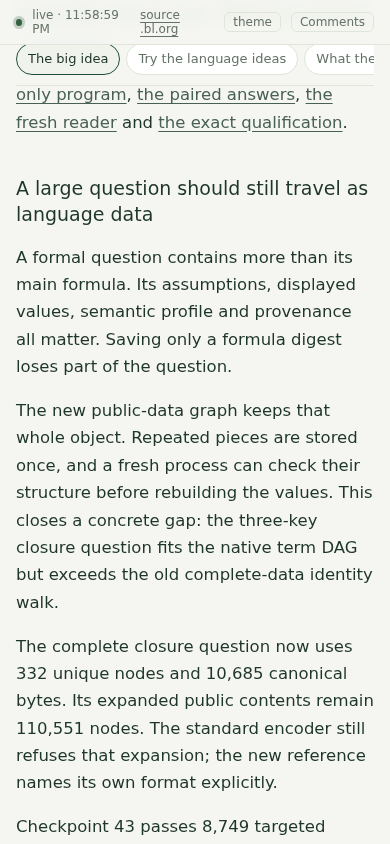 live · 11:58:59 PM
source .bl.org
theme
Comments
The big idea
Try the language ideas
What the
only program, the paired answers, the
fresh reader and the exact qualification.
A large question should still travel as
language data
A formal question contains more than its
main formula. Its assumptions, displayed
values, semantic profile and provenance
all matter. Saving only a formula digest
loses part of the question.
The new public-data graph keeps that
whole object. Repeated pieces are stored
once, and a fresh process can check their
structure before rebuilding the values. This
closes a concrete gap: the three-key
closure question fits the native term DAG
but exceeds the old complete-data identity
walk.
The complete closure question now uses
332 unique nodes and 10,685 canonical
bytes. Its expanded public contents remain
110,551 nodes. The standard encoder still
refuses that expansion; the new reference
names its own format explicitly.
Checkpoint 43 passes 8,749 targeted